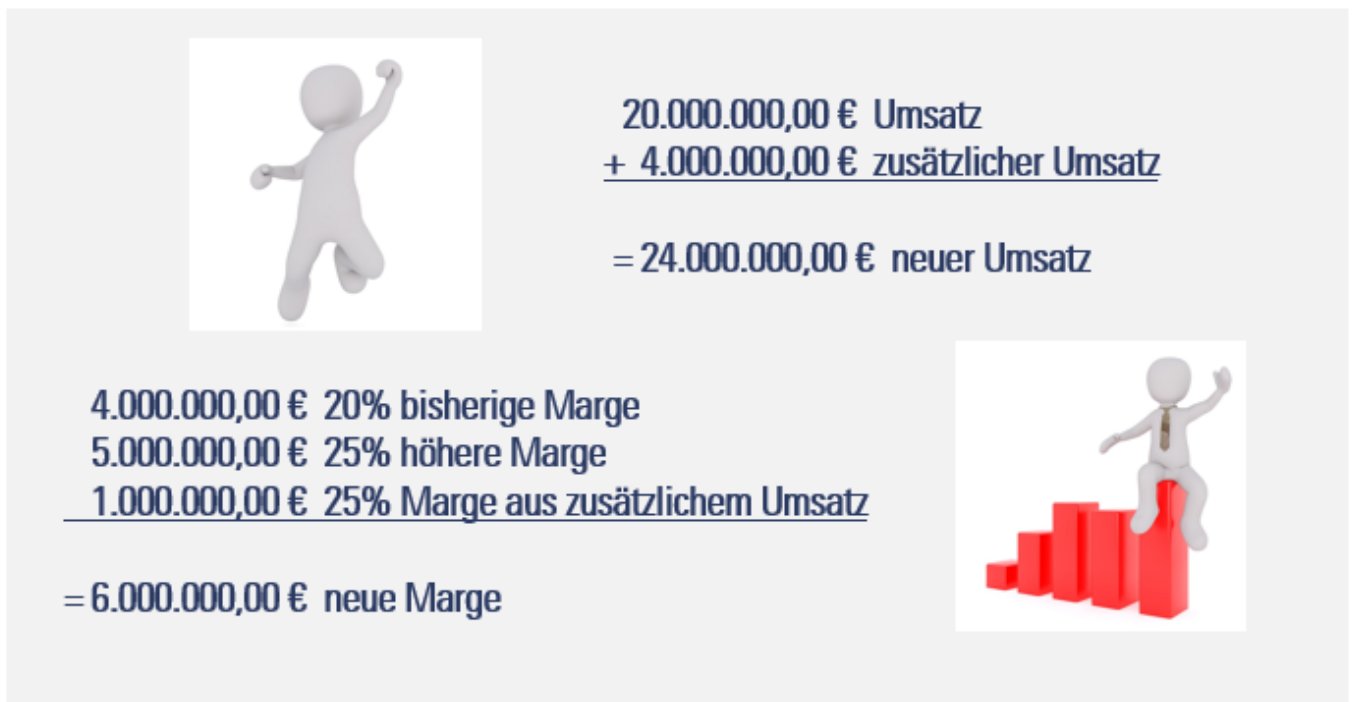 20.000.000,00 € Umsatz
+ 4.000.000,00 € zusätzlicher Umsatz
= 24.000.000,00 € neuer Umsatz
4.000.000,00 € 20% bisherige Marge
5.000.000,00 € 25% höhere Marge
1.000.000,00 € 25% Marge aus zusätzlichem Umsatz
= 6.000.000,00 € neue Marge